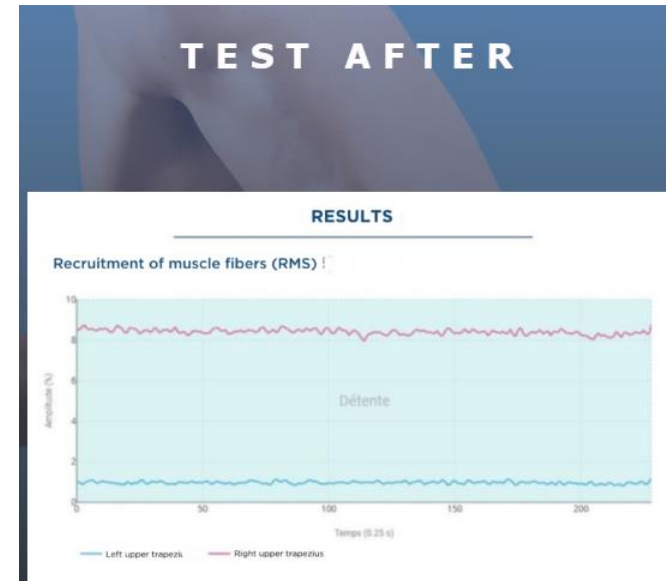 TEST AFTER
RESULTS
Recruitment of muscle fibers (RMS)
10
8
6
4
2
0
Amplitude (%)
Détente
0 50 100 150 200
Temps (0.25 s)
Left upper trapezius Right upper trapezius